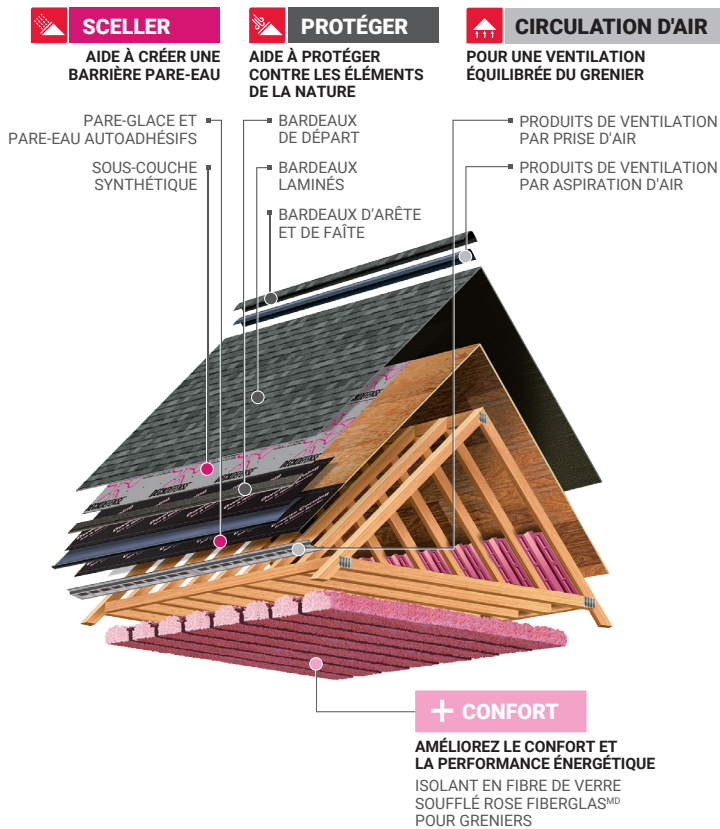 SCELLER
AIDE À CRÉER UNE
BARRIÈRE PARE-EAU
PARE-GLACE ET
PARE-EAU AUTOADHÉSIFS
SOUS-COUCHE
SYNTHÉTIQUE
PROTÉGER
AIDE À PROTÉGER
CONTRE LES ÉLÉMENTS
DE LA NATURE
BARDEAUX
DE DÉPART
BARDEAUX
LAMINÉS
BARDEAUX D'ARÊTE
ET DE FAÎTE
CIRCULATION D'AIR
POUR UNE VENTILATION
ÉQUILIBRÉE DU GRENIER
PRODUITS DE VENTILATION
PAR PRISE D'AIR
PRODUITS DE VENTILATION
PAR ASPIRATION D'AIR
+ CONFORT
AMÉLIOREZ LE CONFORT ET
LA PERFORMANCE ÉNERGÉTIQUE
ISOLANT EN FIBRE DE VERRE
SOUFFLÉ ROSE FIBERGLASᴹᴰ
POUR GRENIERS